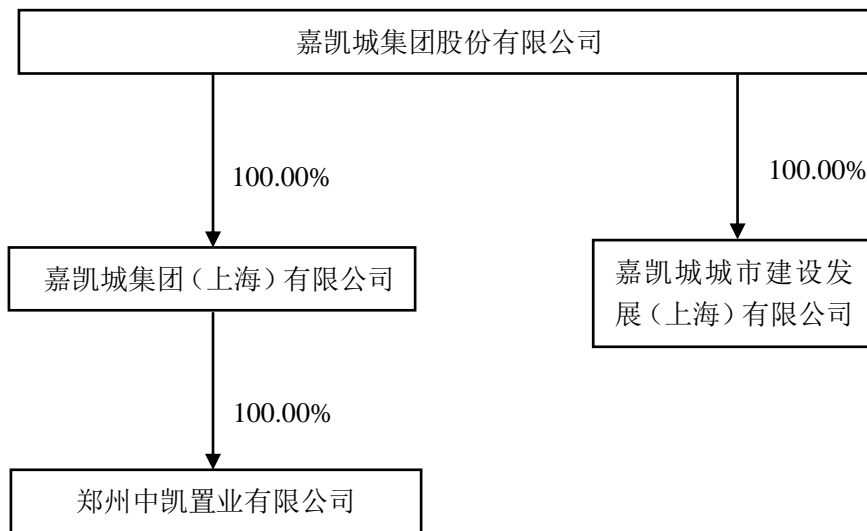 嘉凯城集团股份有限公司
100.00%
100.00%
嘉凯城集团（上海）有限公司
嘉凯城城市建设发
展（上海）有限公司
100.00%
郑州中凯置业有限公司